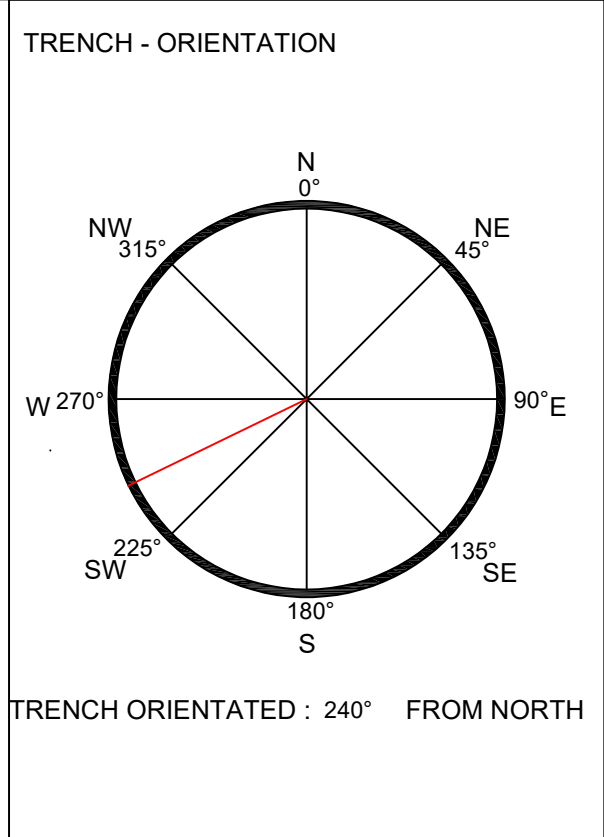 TRENCH - ORIENTATION
N
0°
NW
315°
NE
45°
W 270°
90° E
225°
SW
135°
SE
180°
S
TRENCH ORIENTATED : 240° FROM NORTH